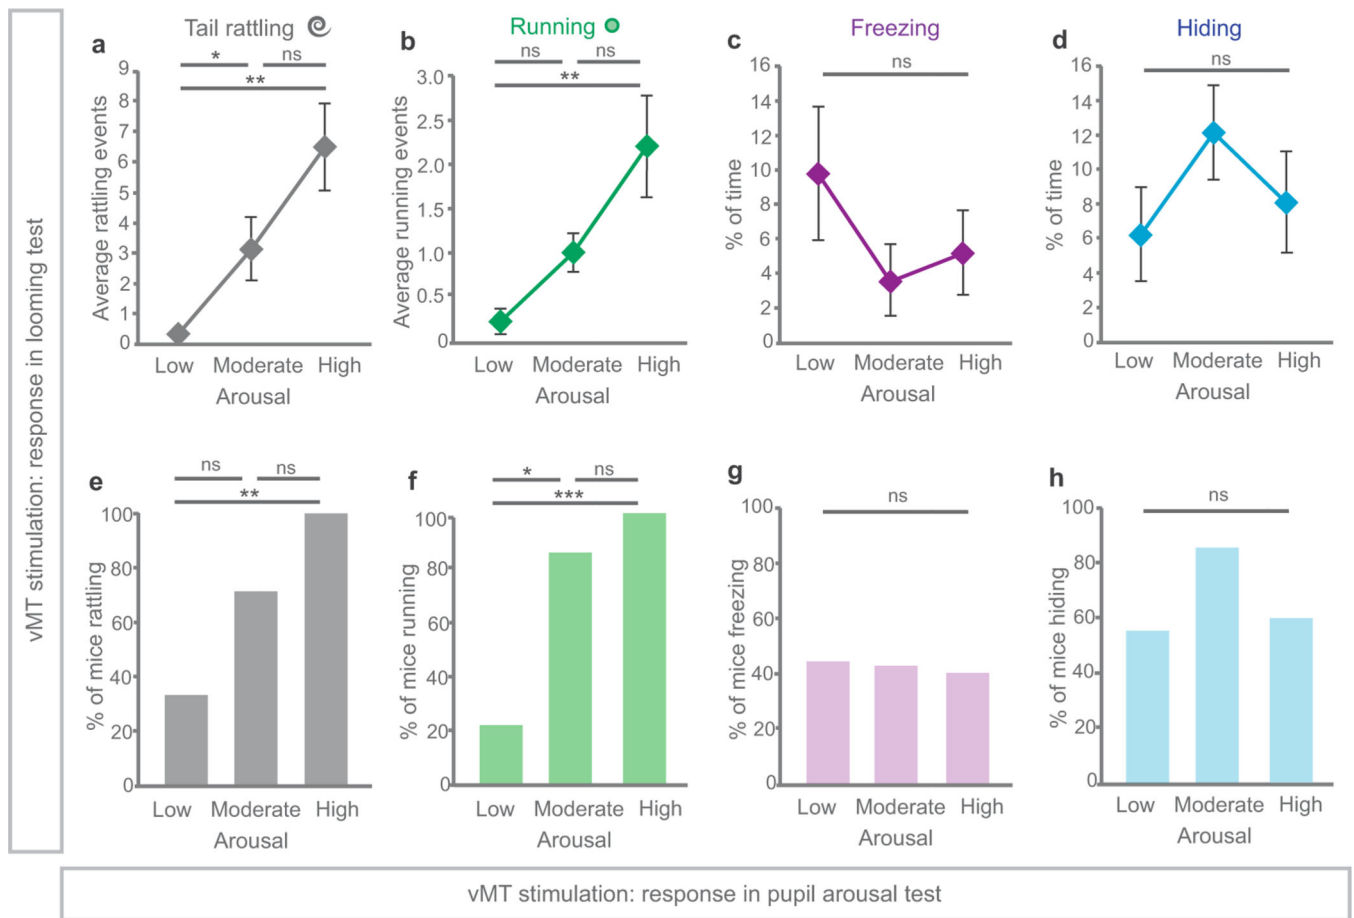 vMT stimulation: response in looming test
a
Tail rattling
*
ns
**
Average rattling events
9
8
7
6
5
4
3
2
1
0
Low Moderate High
Arousal
b
Running
ns
ns
**
Average running events
3.0
2.5
2.0
1.5
1.0
0.5
0
Low Moderate High
Arousal
c
Freezing
ns
% of time
16
14
12
10
8
6
4
2
0
Low Moderate High
Arousal
d
Hiding
ns
% of time
16
14
12
10
8
6
4
2
0
Low Moderate High
Arousal
e
ns
ns
**
% of mice rattling
100
80
60
40
20
0
Low Moderate High
Arousal
f
*
ns
***
% of mice running
100
80
60
40
20
0
Low Moderate High
Arousal
g
ns
% of mice freezing
100
80
60
40
20
0
Low Moderate High
Arousal
h
ns
% of mice hiding
100
80
60
40
20
0
Low Moderate High
Arousal
vMT stimulation: response in pupil arousal test